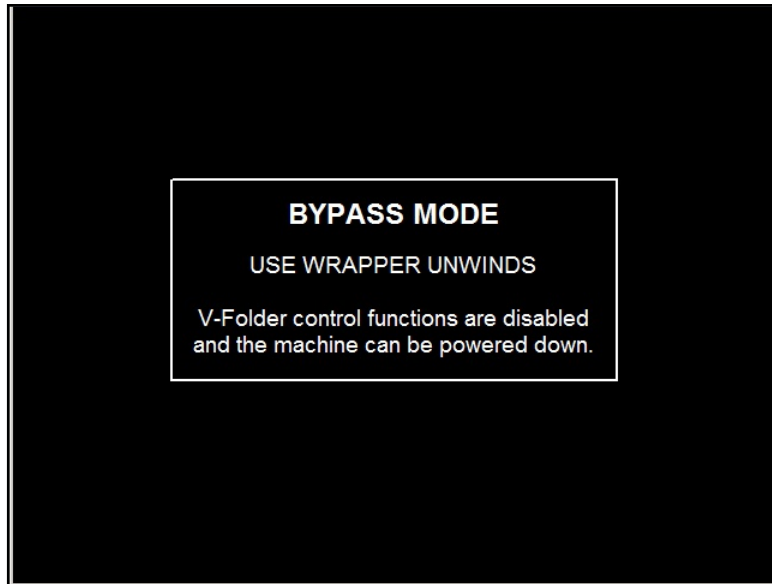 BYPASS MODE
USE WRAPPER UNWINDS
V-Folder control functions are disabled
and the machine can be powered down.